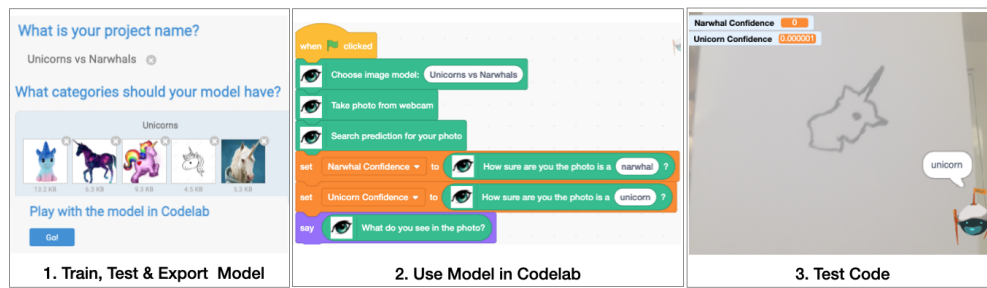 What is your project name?
Unicorns vs Narwhals
What categories should your model have?
Unicorns
13.2 KB 6.3 KB 9.3 KB 4.5 KB 5.3 KB
Play with the model in Codelab
Go!
1. Train, Test & Export Model
when clicked
Choose image model: Unicorns vs Narwhals
Take photo from webcam
Search prediction for your photo
set Narwhal Confidence to How sure are you the photo is a narwhal ?
set Unicorn Confidence to How sure are you the photo is a unicorn ?
say What do you see in the photo?
2. Use Model in Codelab
Narwhal Confidence 0
Unicorn Confidence 0.000001
unicorn
3. Test Code